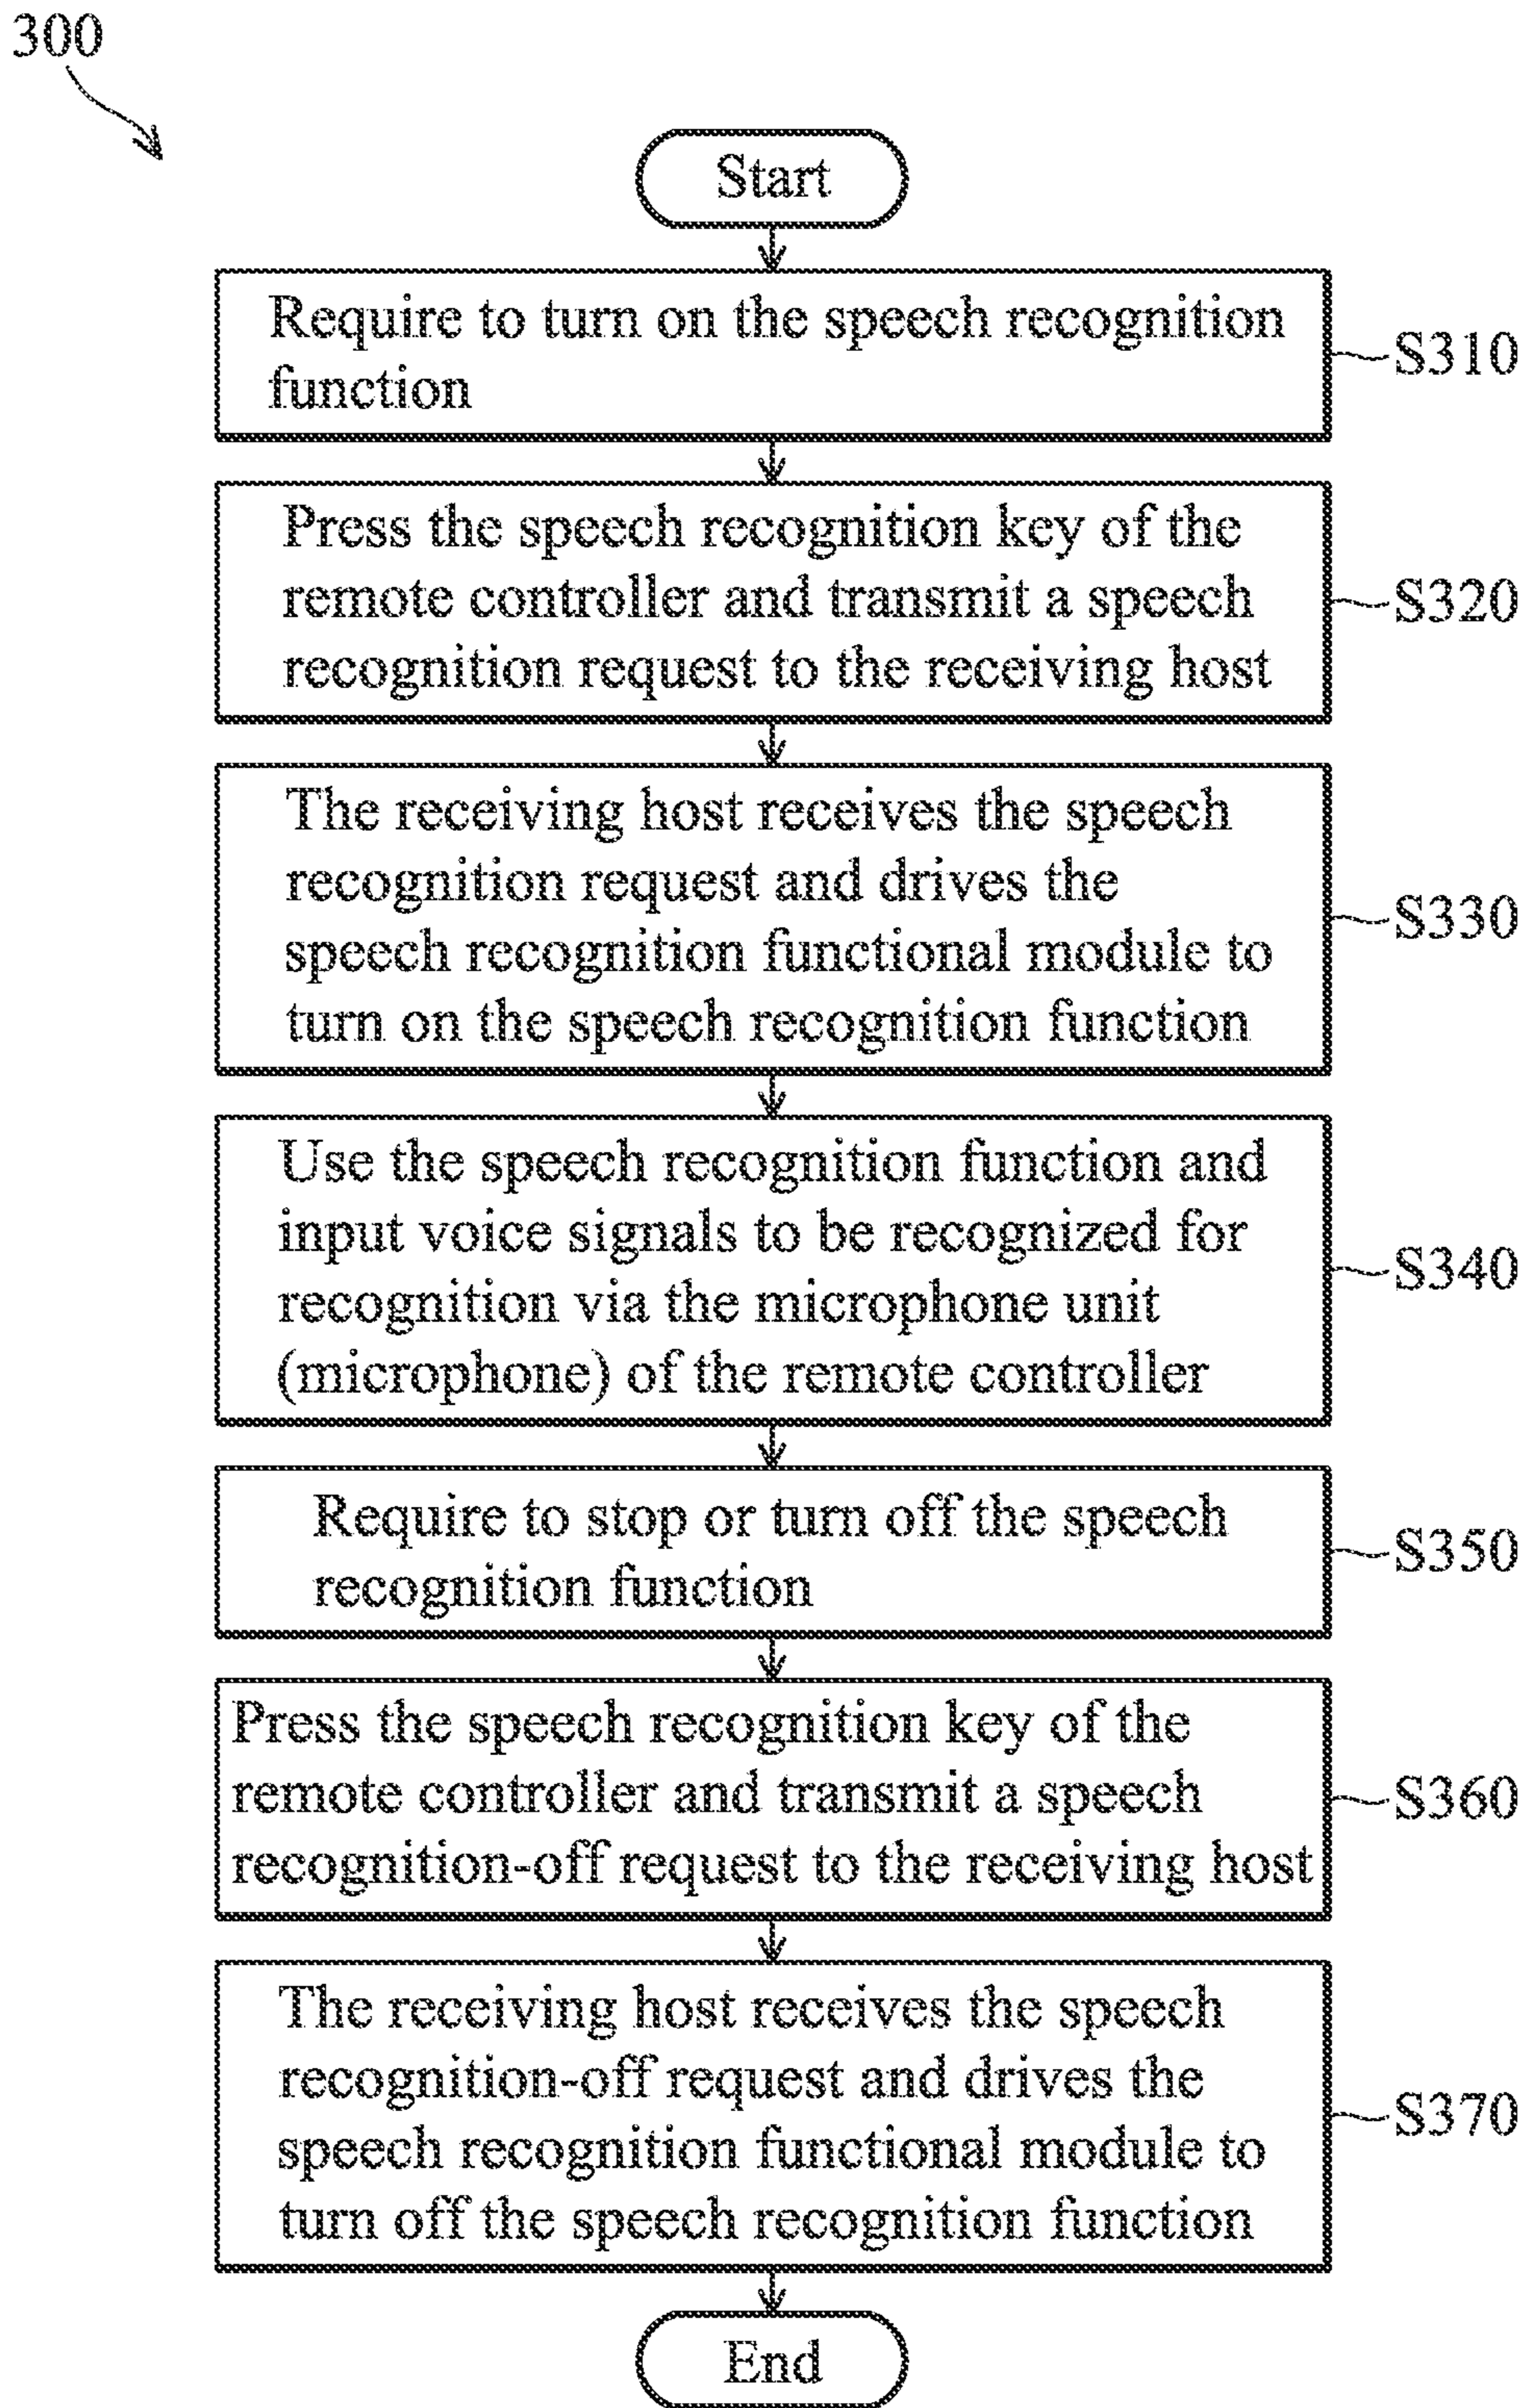 300
Start
Require to turn on the speech recognition
function
S310
Press the speech recognition key of the
remote controller and transmit a speech
recognition request to the receiving host
S320
The receiving host receives the speech
recognition request and drives the
speech recognition functional module to
turn on the speech recognition function
S330
Use the speech recognition function and
input voice signals to be recognized for
recognition via the microphone unit
(microphone) of the remote controller
S340
Require to stop or turn off the speech
recognition function
S350
Press the speech recognition key of the
remote controller and transmit a speech
recognition-off request to the receiving host
S360
The receiving host receives the speech
recognition-off request and drives the
speech recognition functional module to
turn off the speech recognition function
S370
End